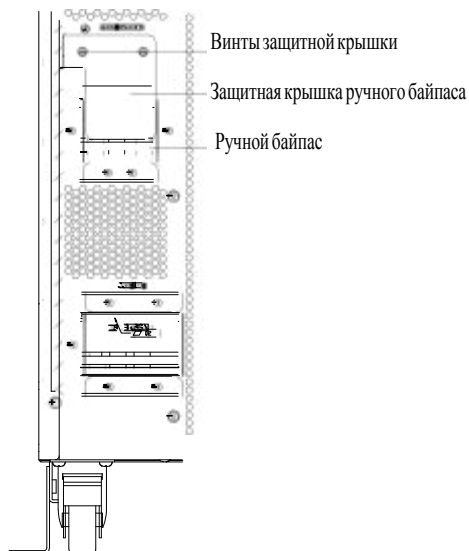 Винты защитной крышки
Защитная крышка ручного байпаса
Ручной байпас